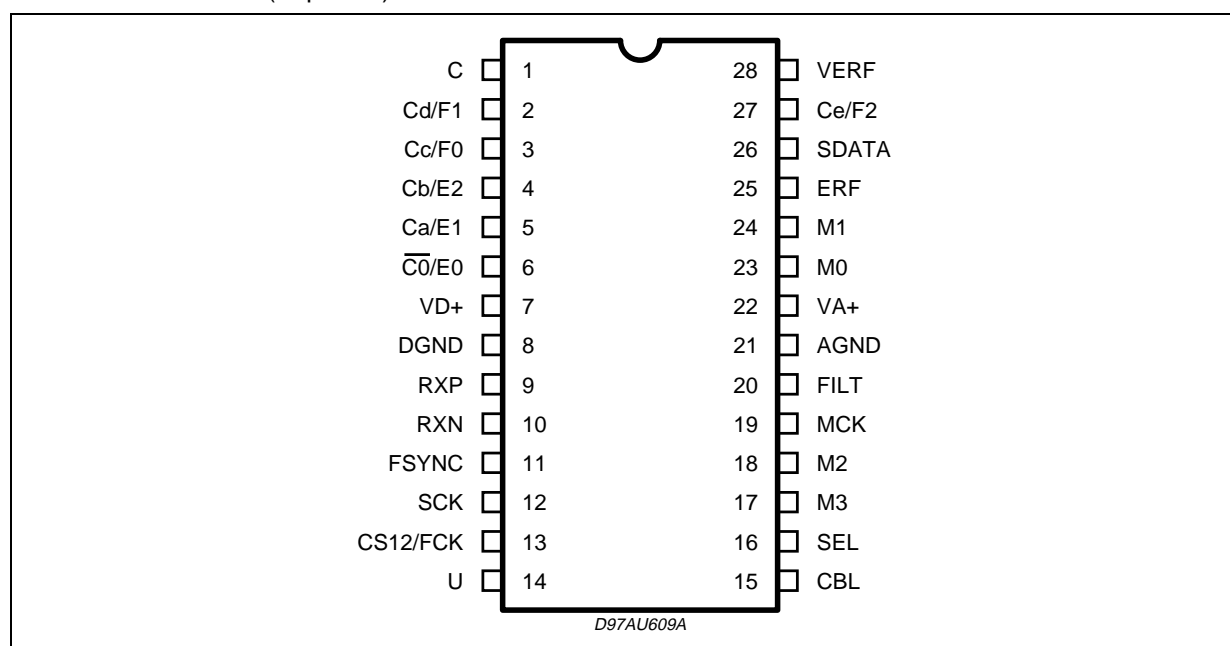 C 1 28 VERF
Cd/F1 2 27 Ce/F2
Cc/F0 3 26 SDATA
Cb/E2 4 25 ERF
Ca/E1 5 24 M1
C̅0̅/E0 6 23 M0
VD+ 7 22 VA+
DGND 8 21 AGND
RXP 9 20 FILT
RXN 10 19 MCK
FSYNC 11 18 M2
SCK 12 17 M3
CS12/FCK 13 16 SEL
U 14 15 CBL
D97AU609A